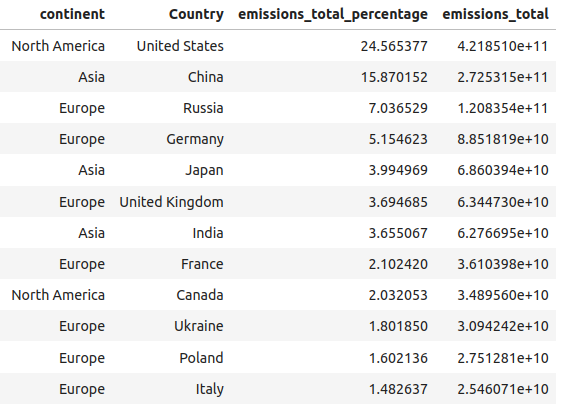 continent Country emissions_total_percentage emissions_total
North America United States 24.565377 4.218510e+11
Asia China 15.870152 2.725315e+11
Europe Russia 7.036529 1.208354e+11
Europe Germany 5.154623 8.851819e+10
Asia Japan 3.994969 6.860394e+10
Europe United Kingdom 3.694685 6.344730e+10
Asia India 3.655067 6.276695e+10
Europe France 2.102420 3.610398e+10
North America Canada 2.032053 3.489560e+10
Europe Ukraine 1.801850 3.094242e+10
Europe Poland 1.602136 2.751281e+10
Europe Italy 1.482637 2.546071e+10